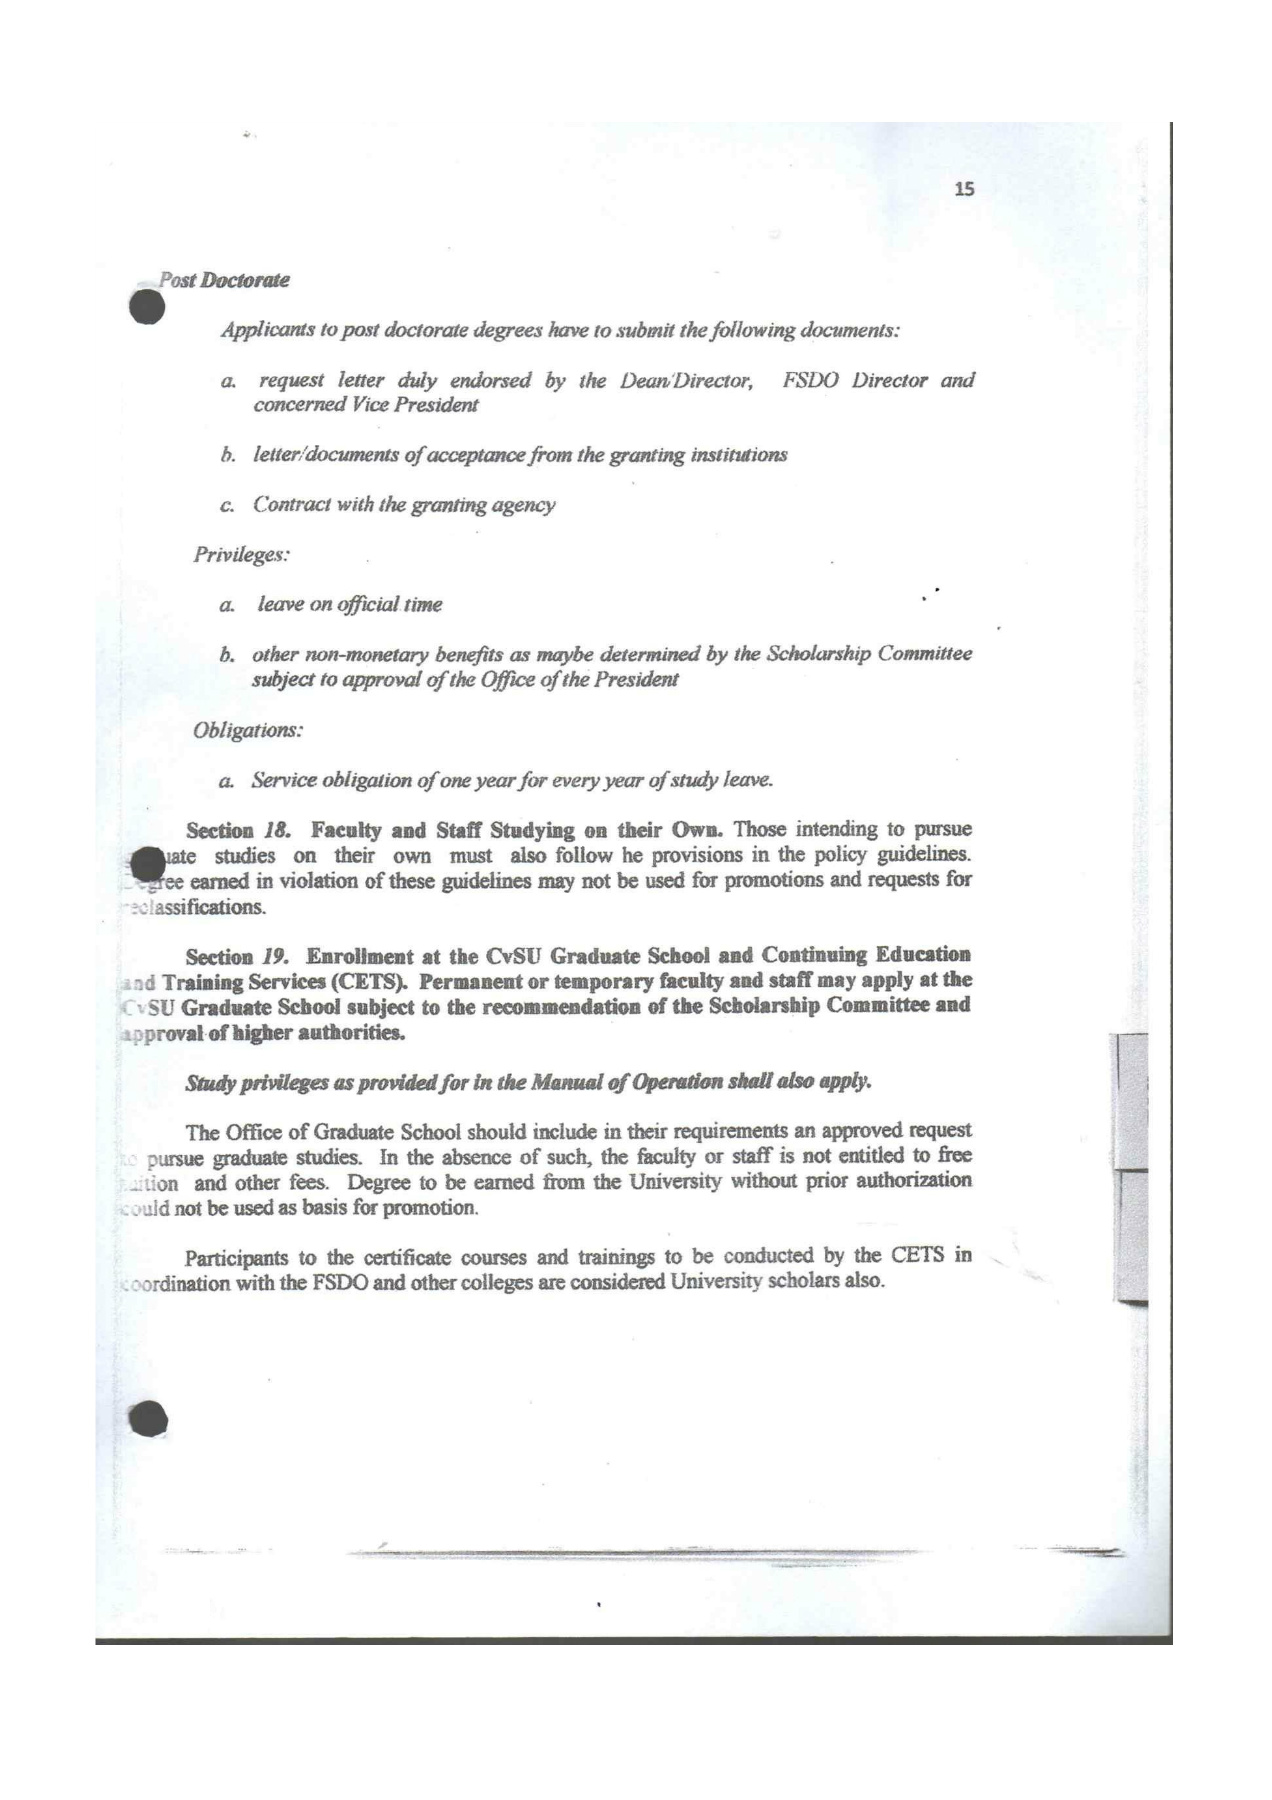 15
Post Doctorate
Applicants to post doctorate degrees have to submit the following documents:
a. request letter duly endorsed by the Dean/Director, FSDO Director and
concerned Vice President
b. letter/documents of acceptance from the granting institutions
c. Contract with the granting agency
Privileges:
a. leave on official time
b. other non-monetary benefits as maybe determined by the Scholarship Committee
subject to approval of the Office of the President
Obligations:
a. Service obligation of one year for every year of study leave.
Section 18. Faculty and Staff Studying on their Own. Those intending to pursue
studies on their own must also follow he provisions in the policy guidelines.
Degree earned in violation of these guidelines may not be used for promotions and requests for
reclassifications.
Section 19. Enrollment at the CvSU Graduate School and Continuing Education
and Training Services (CETS). Permanent or temporary faculty and staff may apply at the
CvSU Graduate School subject to the recommendation of the Scholarship Committee and
approval of higher authorities.
Study privileges as provided for in the Manual of Operation shall also apply.
The Office of Graduate School should include in their requirements an approved request
to pursue graduate studies. In the absence of such, the faculty or staff is not entitled to free
tuition and other fees. Degree to be earned from the University without prior authorization
could not be used as basis for promotion.
Participants to the certificate courses and trainings to be conducted by the CETS in
coordination with the FSDO and other colleges are considered University scholars also.